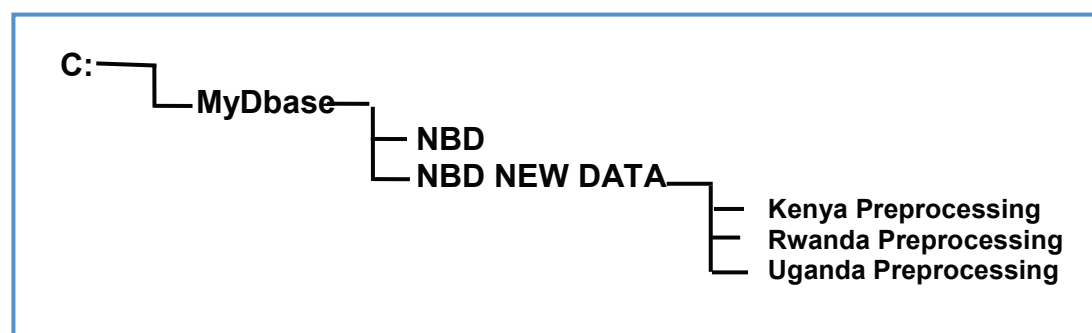 C:
MyDbase
NBD
NBD NEW DATA
Kenya Preprocessing
Rwanda Preprocessing
Uganda Preprocessing